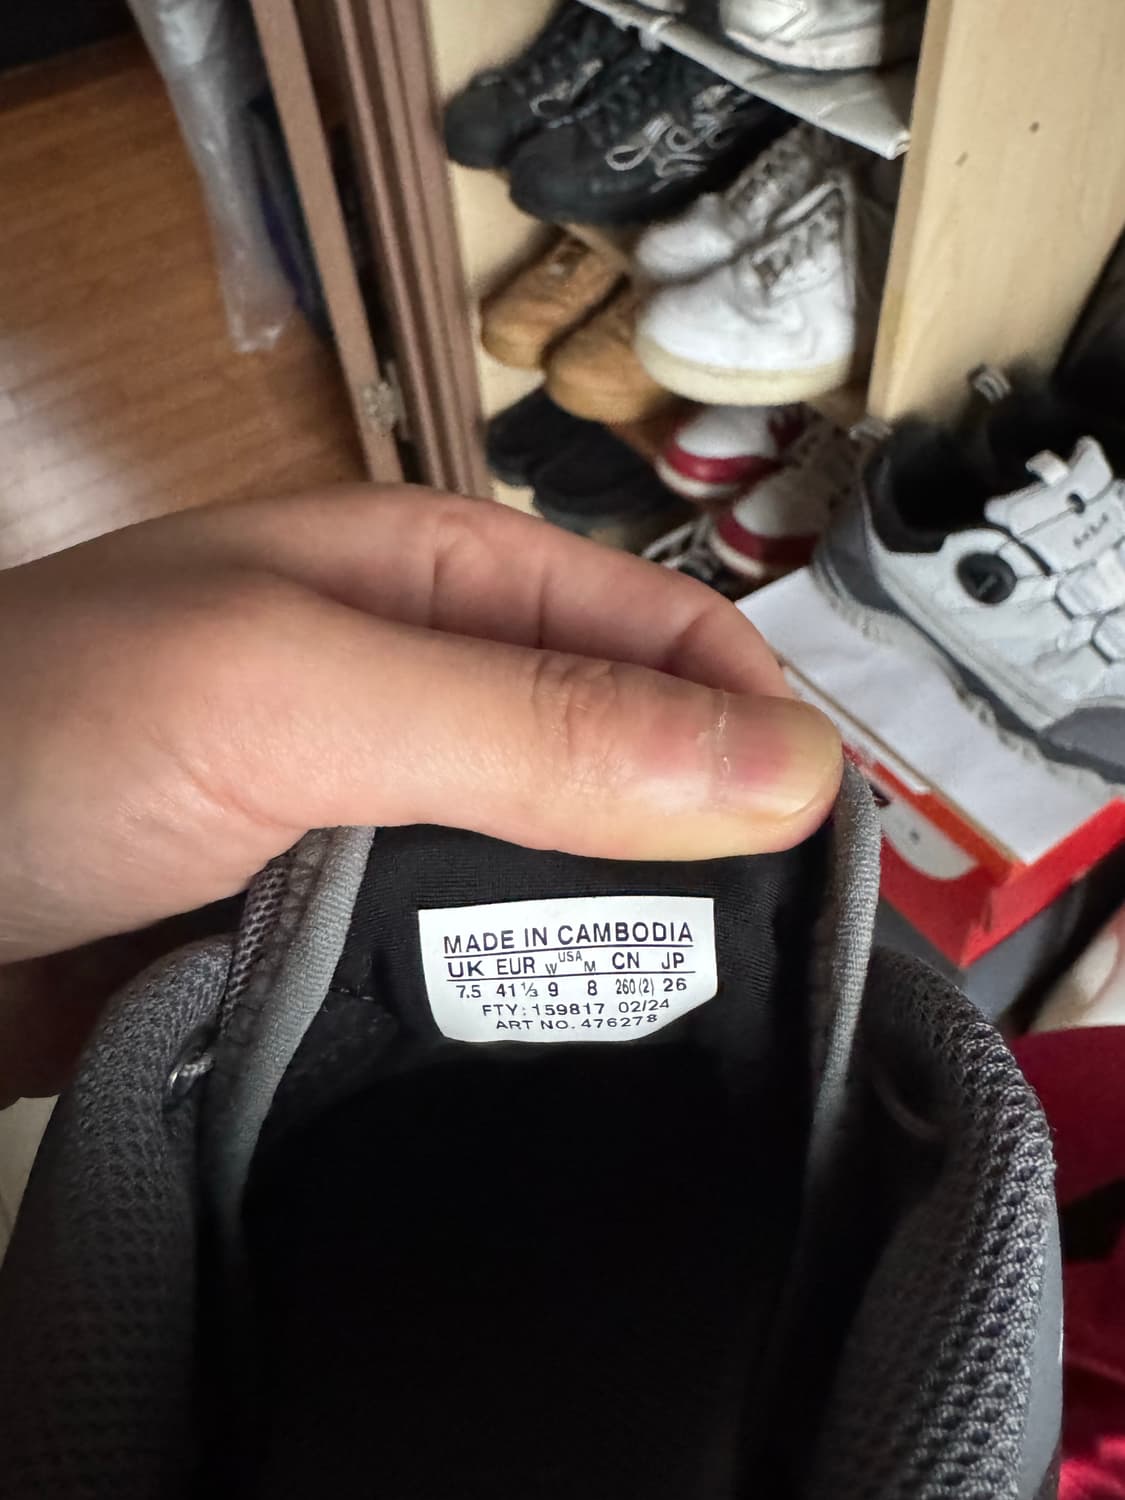 MADE IN CAMBODIA
UK EUR W USA M CN JP
7.5 41⅓ 9 8 260(2) 26
FTY: 159817 02/24
ART NO. 476278